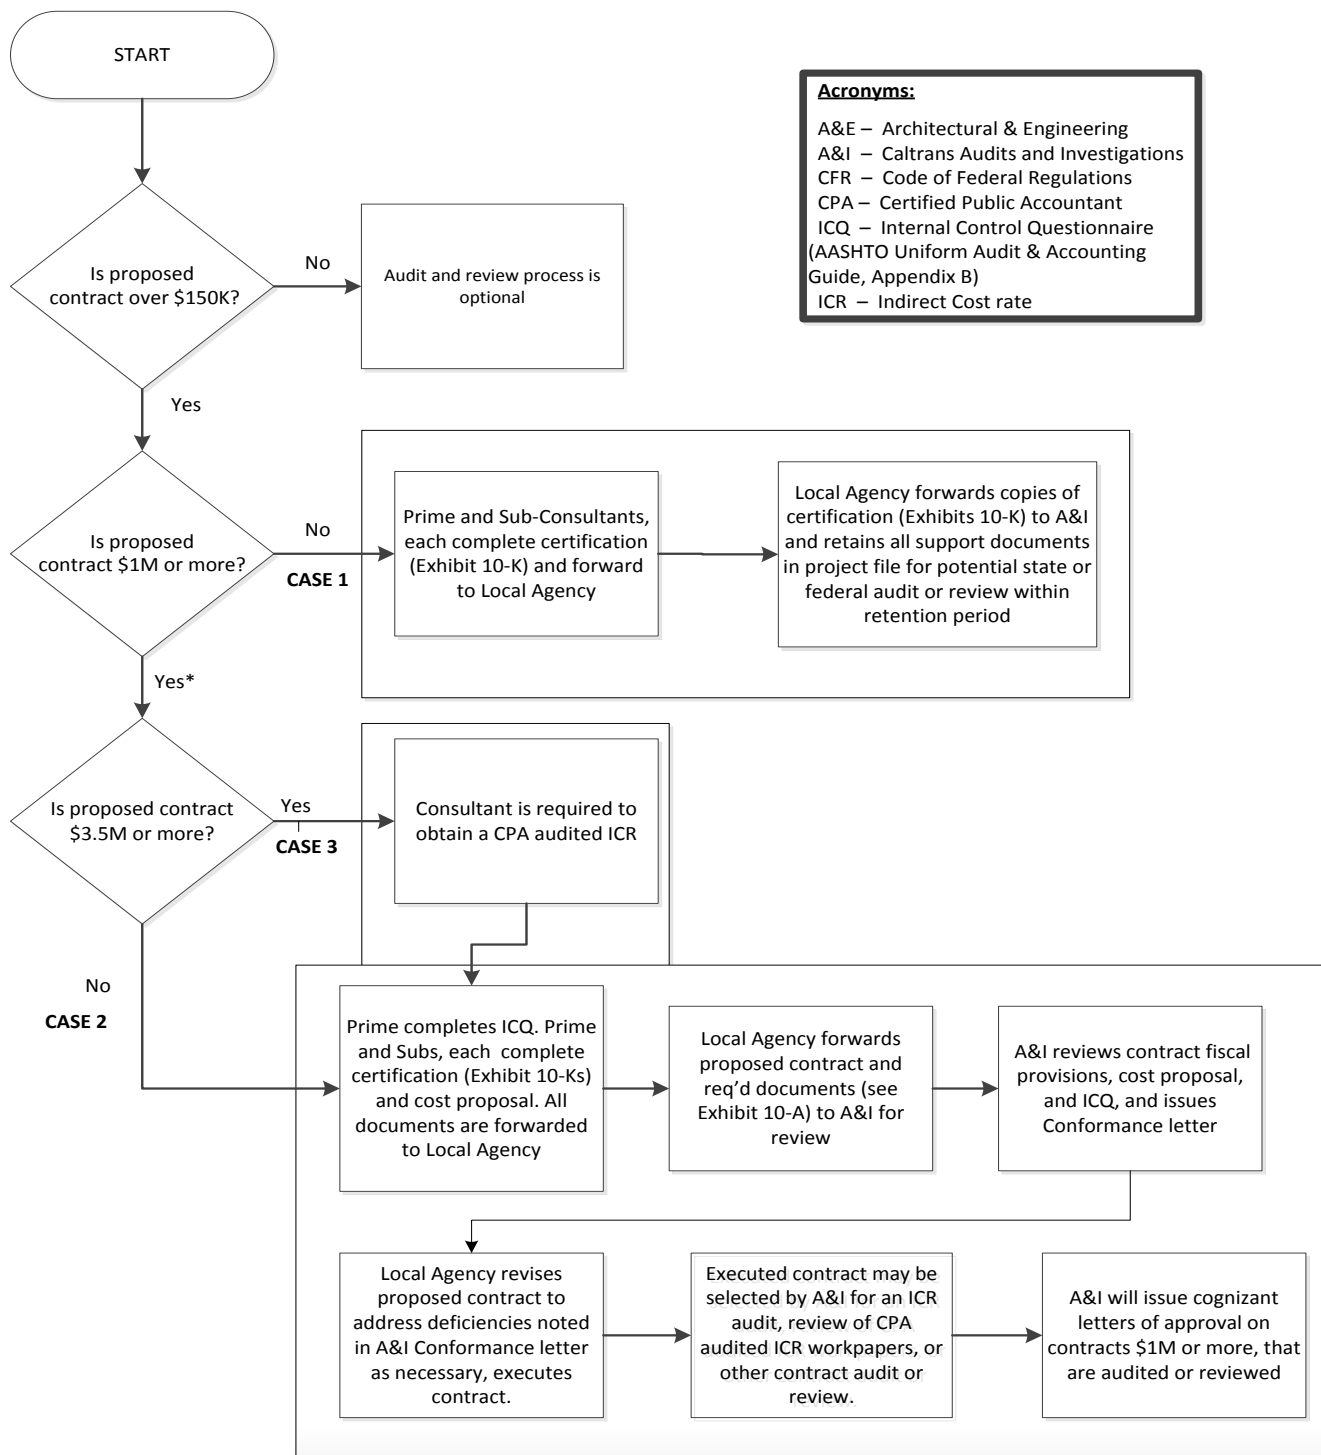 START
Acronyms:
A&E – Architectural & Engineering
A&I – Caltrans Audits and Investigations
CFR – Code of Federal Regulations
CPA – Certified Public Accountant
ICQ – Internal Control Questionnaire
(AASHTO Uniform Audit & Accounting
Guide, Appendix B)
ICR – Indirect Cost rate
Is proposed
contract over $150K?
No
Audit and review process is
optional
Yes
Is proposed
contract $1M or more?
No
CASE 1
Prime and Sub-Consultants,
each complete certification
(Exhibit 10-K) and forward
to Local Agency
Local Agency forwards copies of
certification (Exhibits 10-K) to A&I
and retains all support documents
in project file for potential state or
federal audit or review within
retention period
Yes*
Is proposed contract
$3.5M or more?
Yes
CASE 3
Consultant is required to
obtain a CPA audited ICR
No
CASE 2
Prime completes ICQ. Prime
and Subs, each complete
certification (Exhibit 10-Ks)
and cost proposal. All
documents are forwarded
to Local Agency
Local Agency forwards
proposed contract and
req’d documents (see
Exhibit 10-A) to A&I for
review
A&I reviews contract fiscal
provisions, cost proposal,
and ICQ, and issues
Conformance letter
Local Agency revises
proposed contract to
address deficiencies noted
in A&I Conformance letter
as necessary, executes
contract.
Executed contract may be
selected by A&I for an ICR
audit, review of CPA
audited ICR workpapers, or
other contract audit or
review.
A&I will issue cognizant
letters of approval on
contracts $1M or more, that
are audited or reviewed